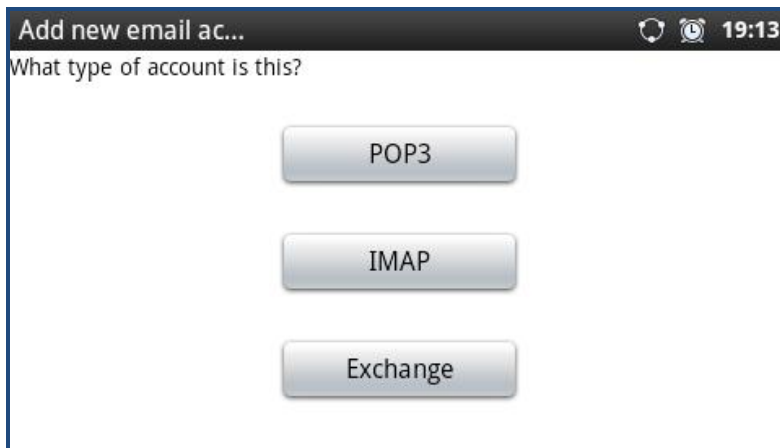 Add new email ac... 19:13
What type of account is this?
POP3
IMAP
Exchange